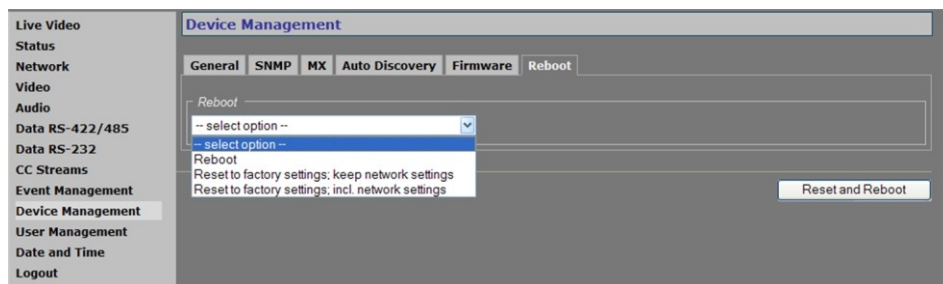 Live Video
Status
Network
Video
Audio
Data RS-422/485
Data RS-232
CC Streams
Event Management
Device Management
User Management
Date and Time
Logout
Device Management
General SNMP MX Auto Discovery Firmware Reboot
Reboot
-- select option --
-- select option --
Reboot
Reset to factory settings; keep network settings
Reset to factory settings; incl. network settings
Reset and Reboot